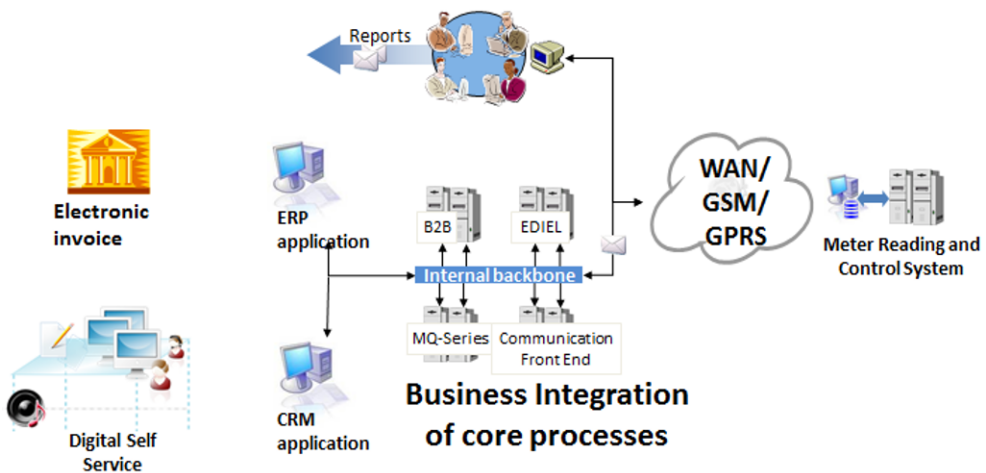 Reports
WAN/
GSM/
GPRS
Electronic
invoice
ERP
application
B2B
EDIEL
Meter Reading and
Control System
Internal backbone
MQ-Series
Communication
Front End
Business Integration
of core processes
CRM
application
Digital Self
Service